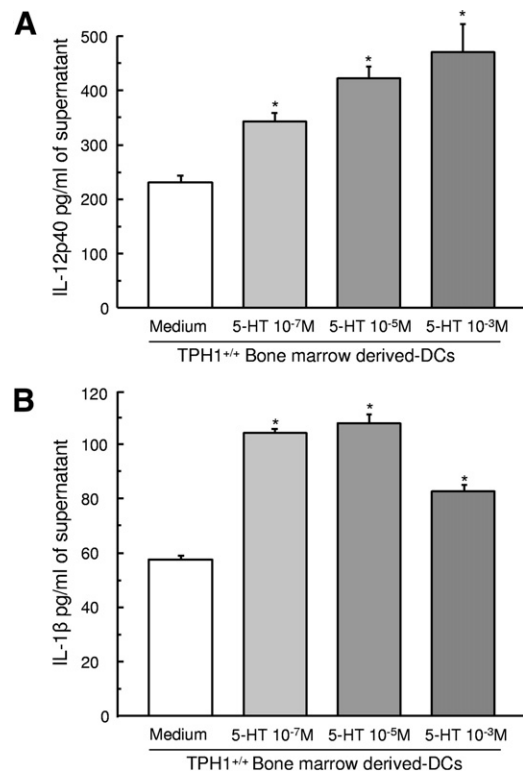 A
IL-12p40 pg/ml of supernatant
500
400
300
200
100
0
*
*
*
Medium 5-HT 10⁻⁷M 5-HT 10⁻⁵M 5-HT 10⁻³M
TPH1⁺/⁺ Bone marrow derived-DCs
B
IL-1β pg/ml of supernatant
120
100
80
60
40
20
0
*
*
*
Medium 5-HT 10⁻⁷M 5-HT 10⁻⁵M 5-HT 10⁻³M
TPH1⁺/⁺ Bone marrow derived-DCs